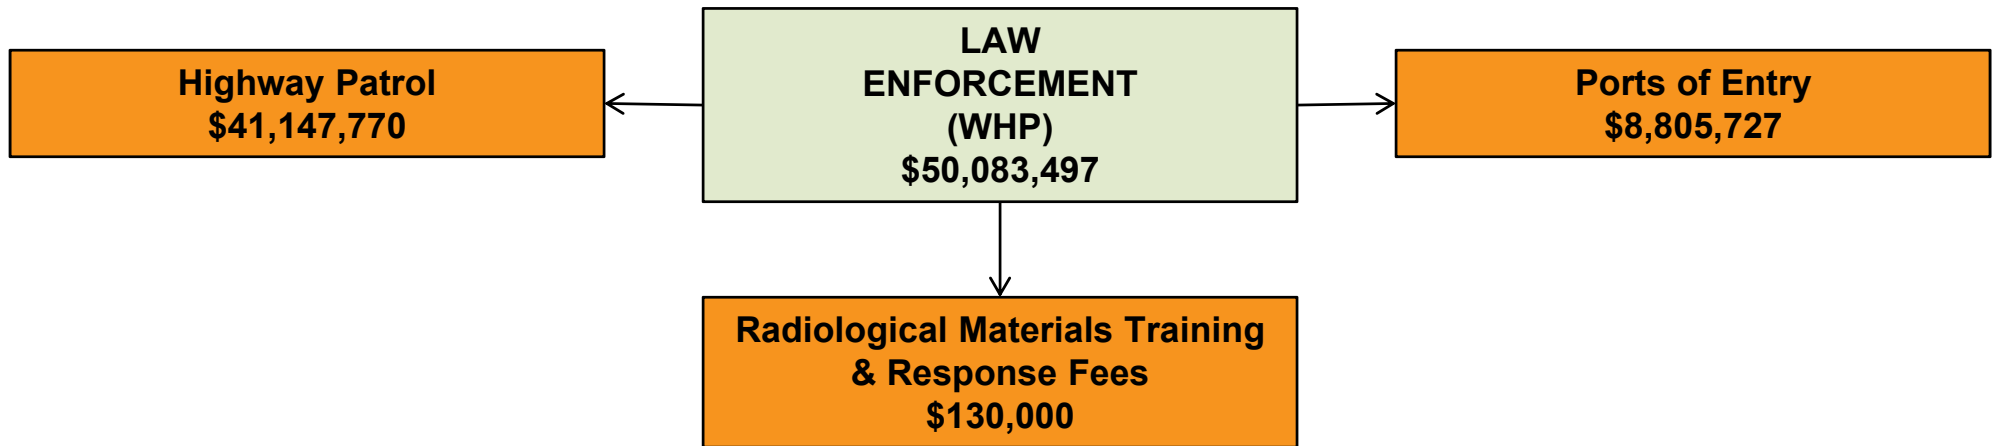 Highway Patrol
$41,147,770
LAW
ENFORCEMENT
(WHP)
$50,083,497
Ports of Entry
$8,805,727
Radiological Materials Training
& Response Fees
$130,000